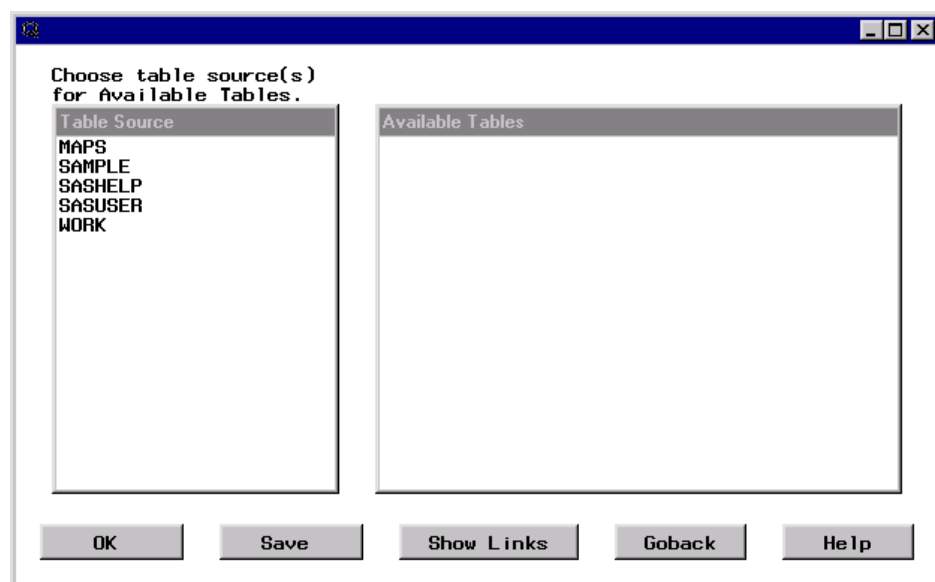 Choose table source(s)
for Available Tables.
Table Source
Available Tables
MAPS
SAMPLE
SASHELP
SASUSER
WORK
OK
Save
Show Links
Goback
Help